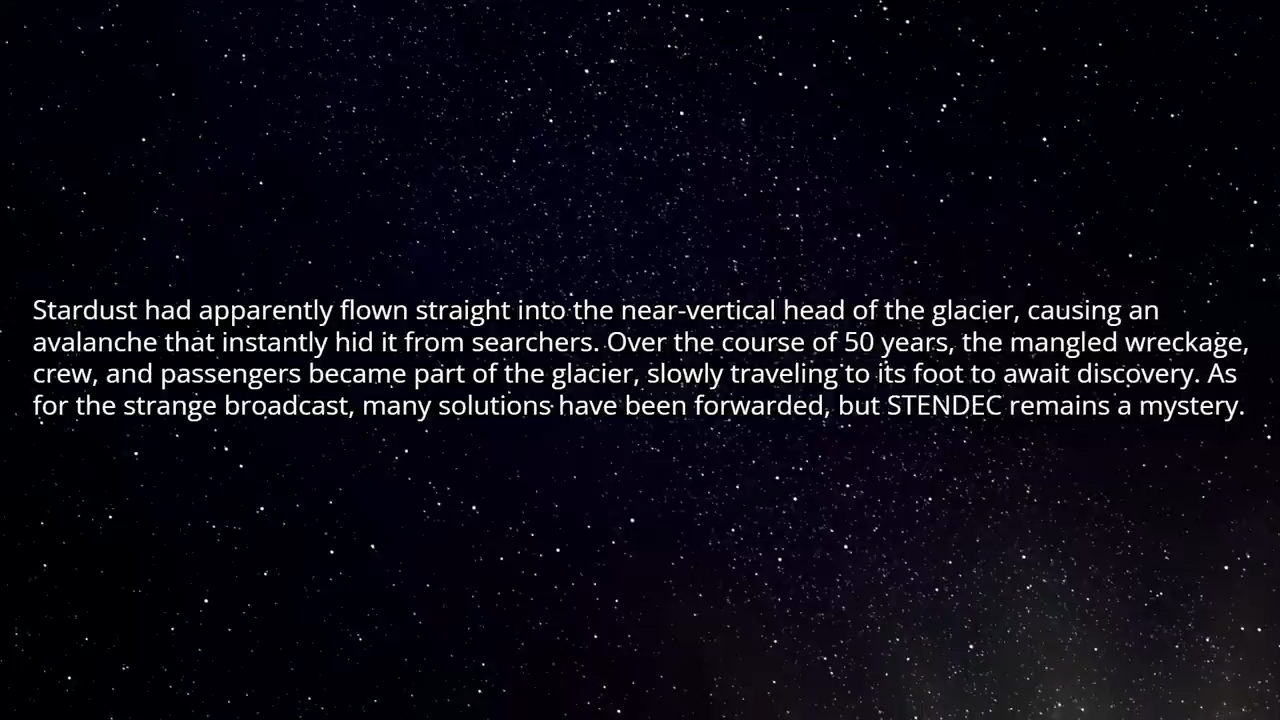 Stardust had apparently flown straight into the near-vertical head of the glacier, causing an
avalanche that instantly hid it from searchers. Over the course of 50 years, the mangled wreckage,
crew, and passengers became part of the glacier, slowly traveling to its foot to await discovery. As
for the strange broadcast, many solutions have been forwarded, but STENDEC remains a mystery.